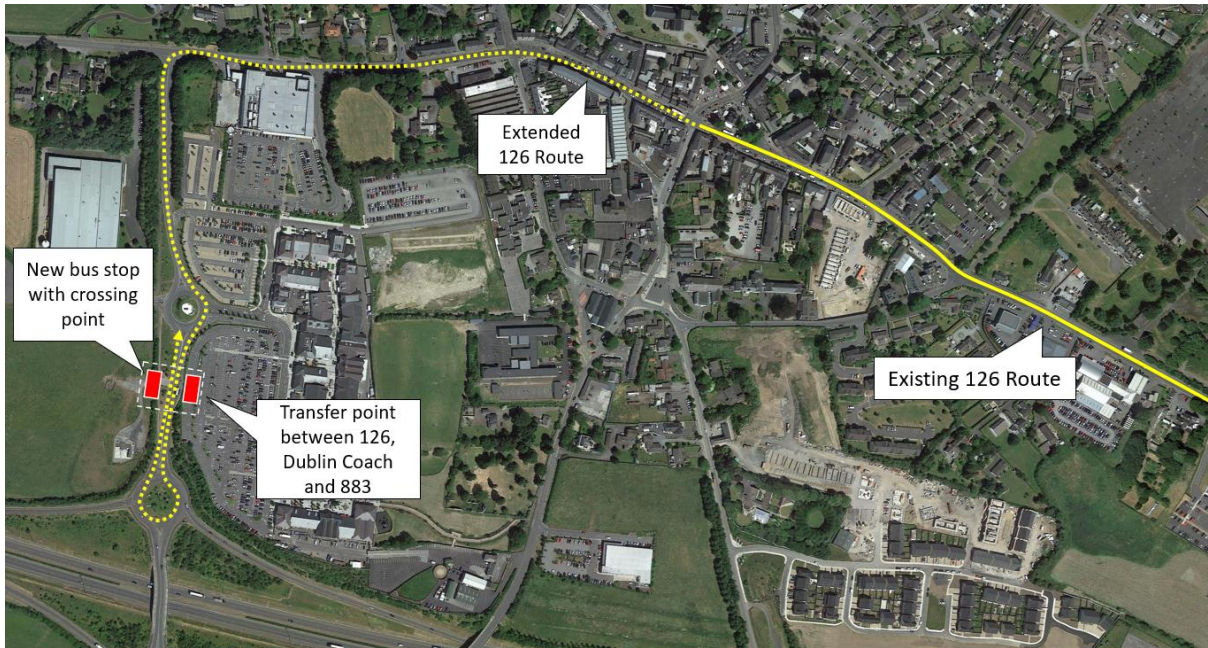 Extended
126 Route
New bus stop
with crossing
point
Existing 126 Route
Transfer point
between 126,
Dublin Coach
and 883